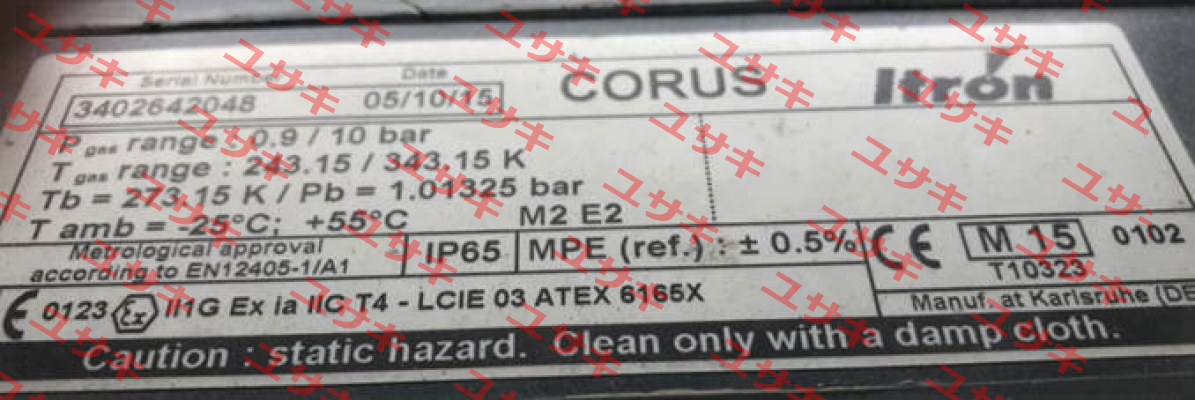 Serial Number Date
3402642048 05/10/15
CORUS Itrón
P gas range : 0.9 / 10 bar
T gas range : 243.15 / 343.15 K
Tb = 273.15 K / Pb = 1.01325 bar
T amb = -25°C; +55°C M2 E2
Metrological approval
according to EN12405-1/A1
IP65 MPE (ref.) : ± 0.5%
CE M 15 0102
T10323
Manuf. at Karlsruhe (DE
CE 0123 Ex II1G Ex ia IIC T4 - LCIE 03 ATEX 6165X
Caution : static hazard. Clean only with a damp cloth.
ユサキ